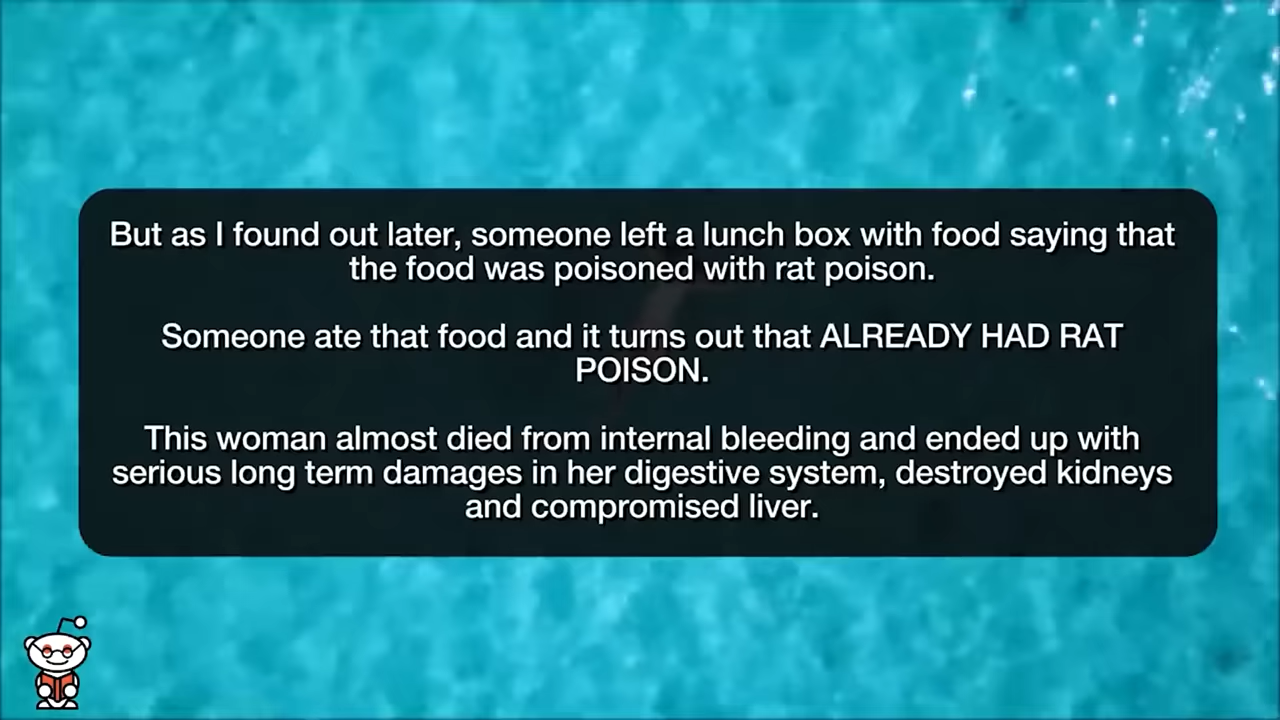 But as I found out later, someone left a lunch box with food saying that
the food was poisoned with rat poison.
Someone ate that food and it turns out that ALREADY HAD RAT
POISON.
This woman almost died from internal bleeding and ended up with
serious long term damages in her digestive system, destroyed kidneys
and compromised liver.